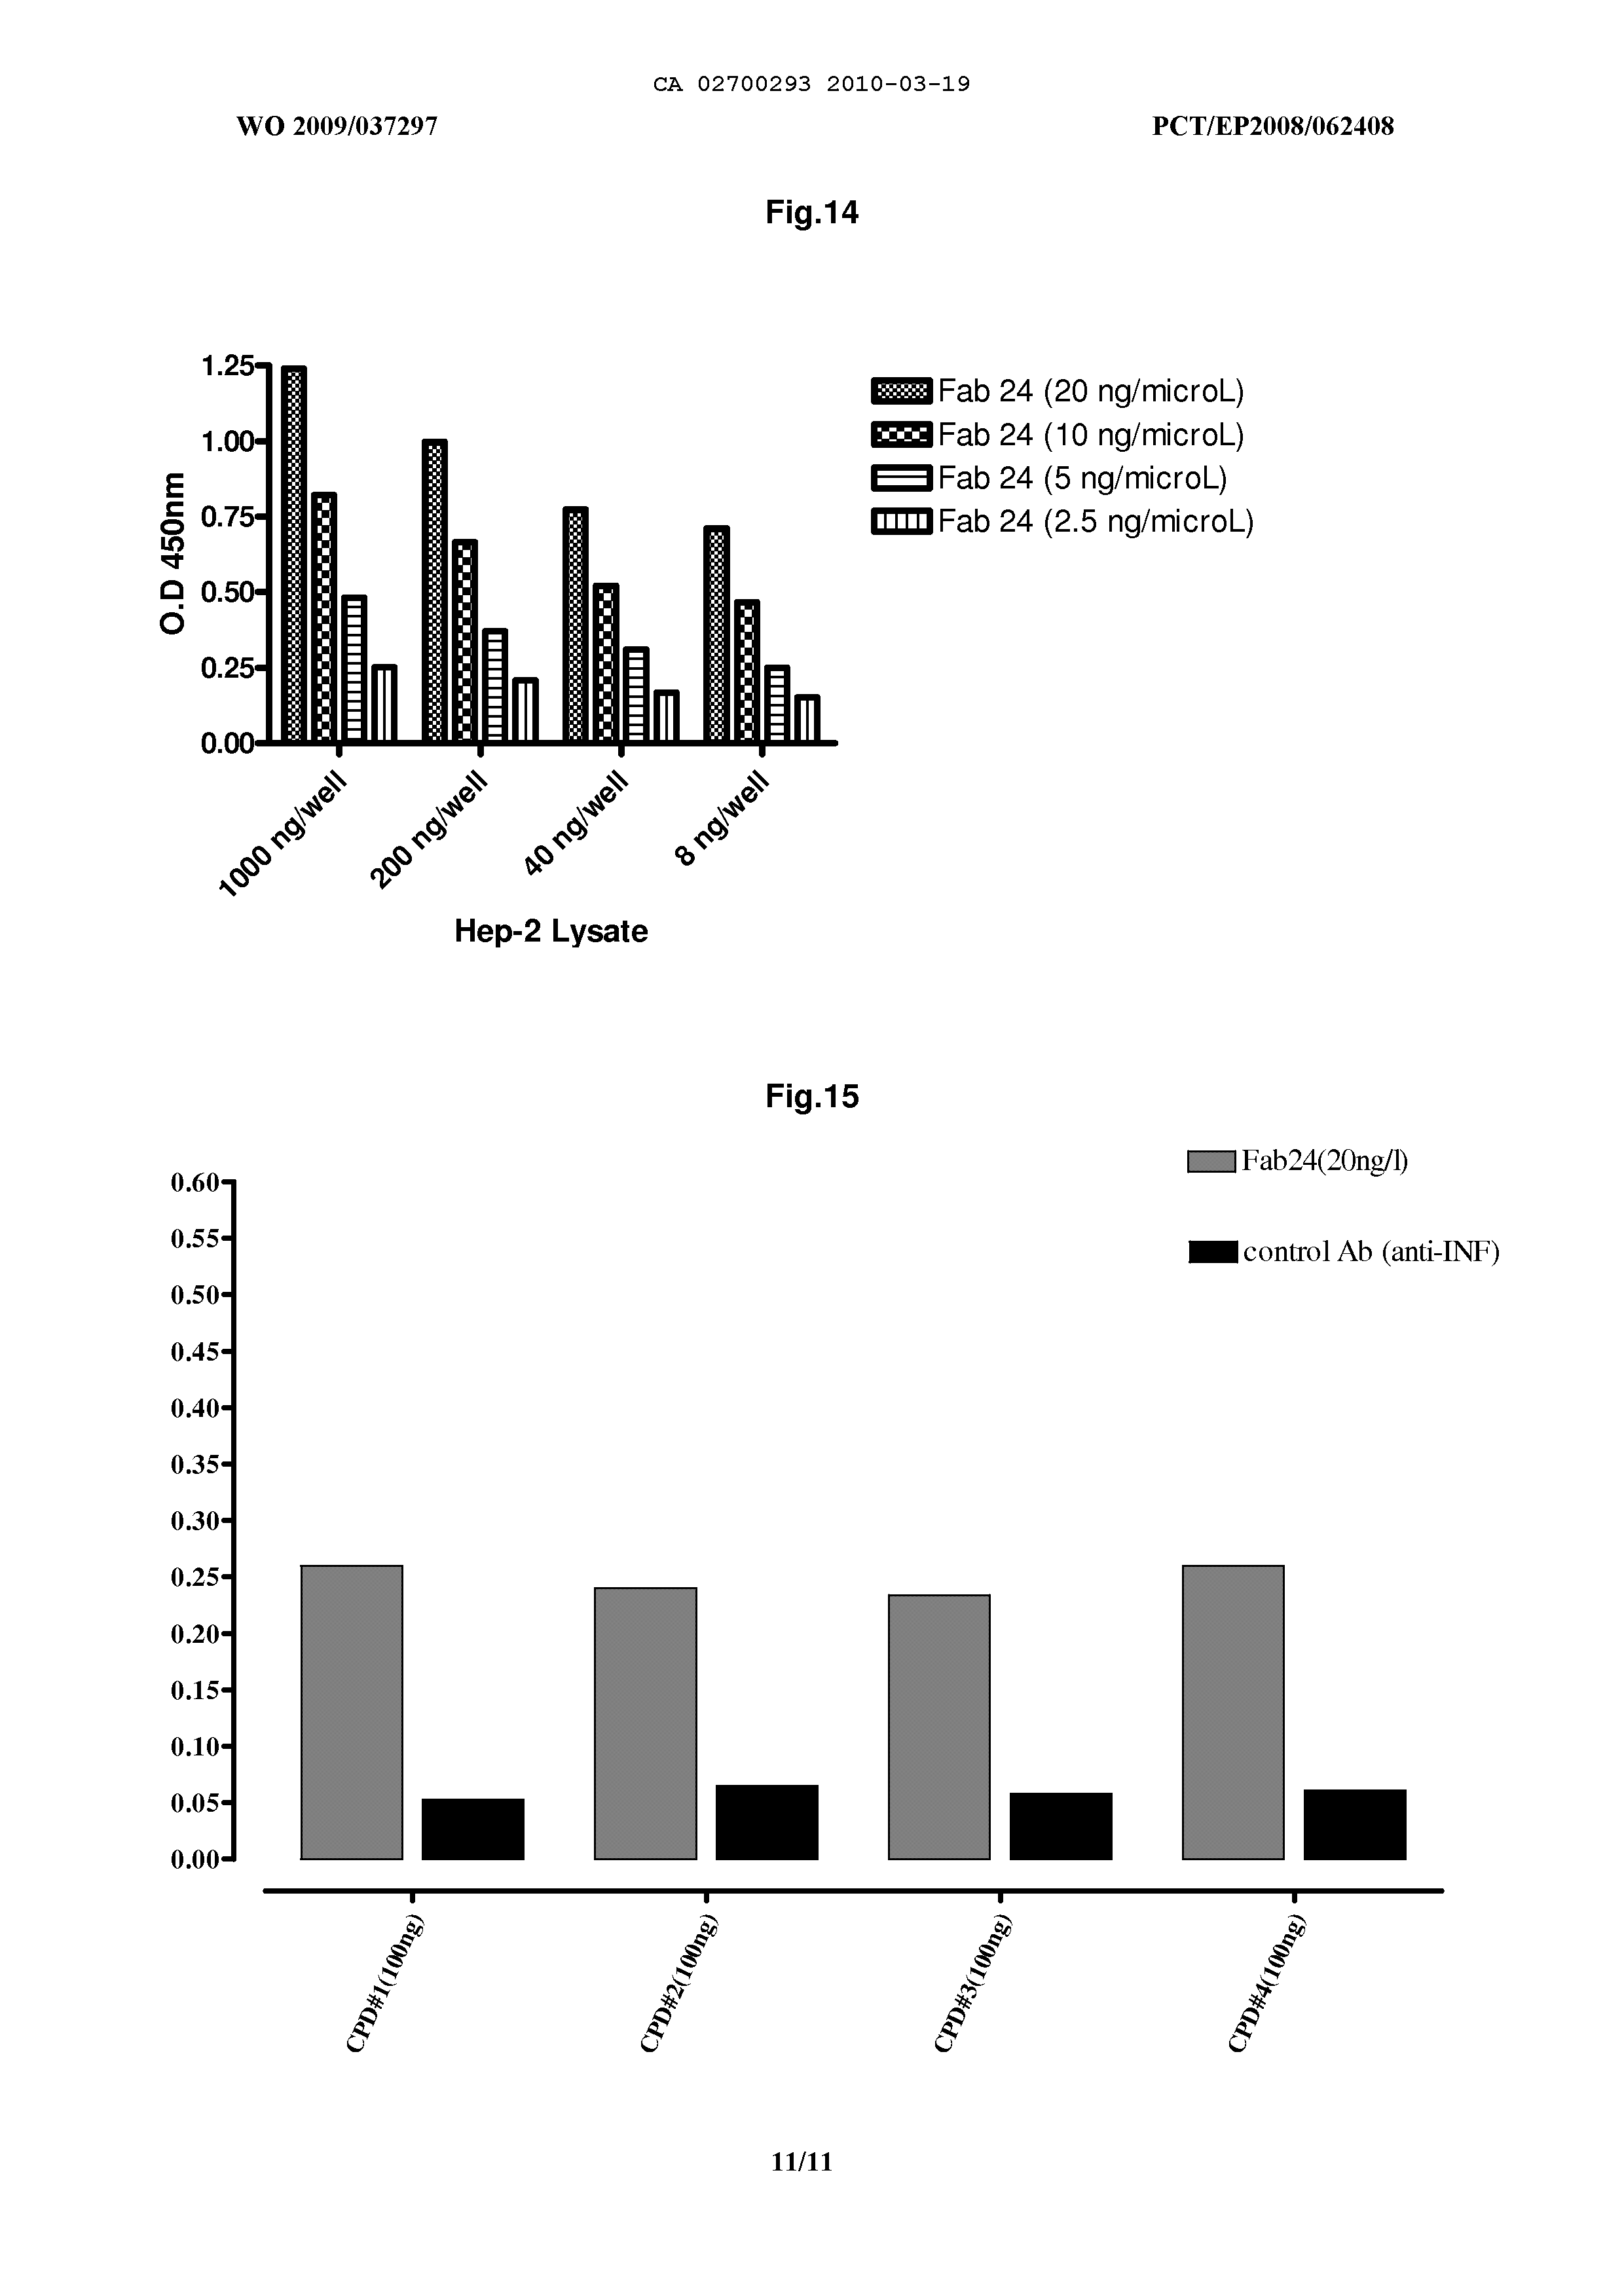 CA 02700293 2010-03-19
WO 2009/037297 PCT/EP2008/062408
Fig.14
1.25
1.00
0.75
0.50
0.25
0.00
O.D 450nm
Fab 24 (20 ng/microL)
Fab 24 (10 ng/microL)
Fab 24 (5 ng/microL)
Fab 24 (2.5 ng/microL)
1000 ng/well
200 ng/well
40 ng/well
8 ng/well
Hep-2 Lysate
Fig.15
Fab24(20ng/l)
control Ab (anti-INF)
0.60
0.55
0.50
0.45
0.40
0.35
0.30
0.25
0.20
0.15
0.10
0.05
0.00
CPD#1(100ng)
CPD#2(100ng)
CPD#3(100ng)
CPD#4(100ng)
11/11